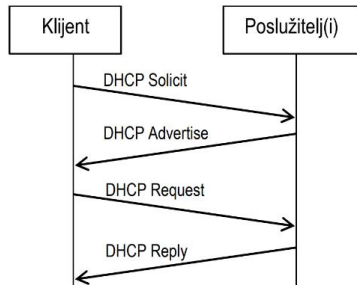 Klijent
Poslužitelj(i)
DHCP Solicit
DHCP Advertise
DHCP Request
DHCP Reply